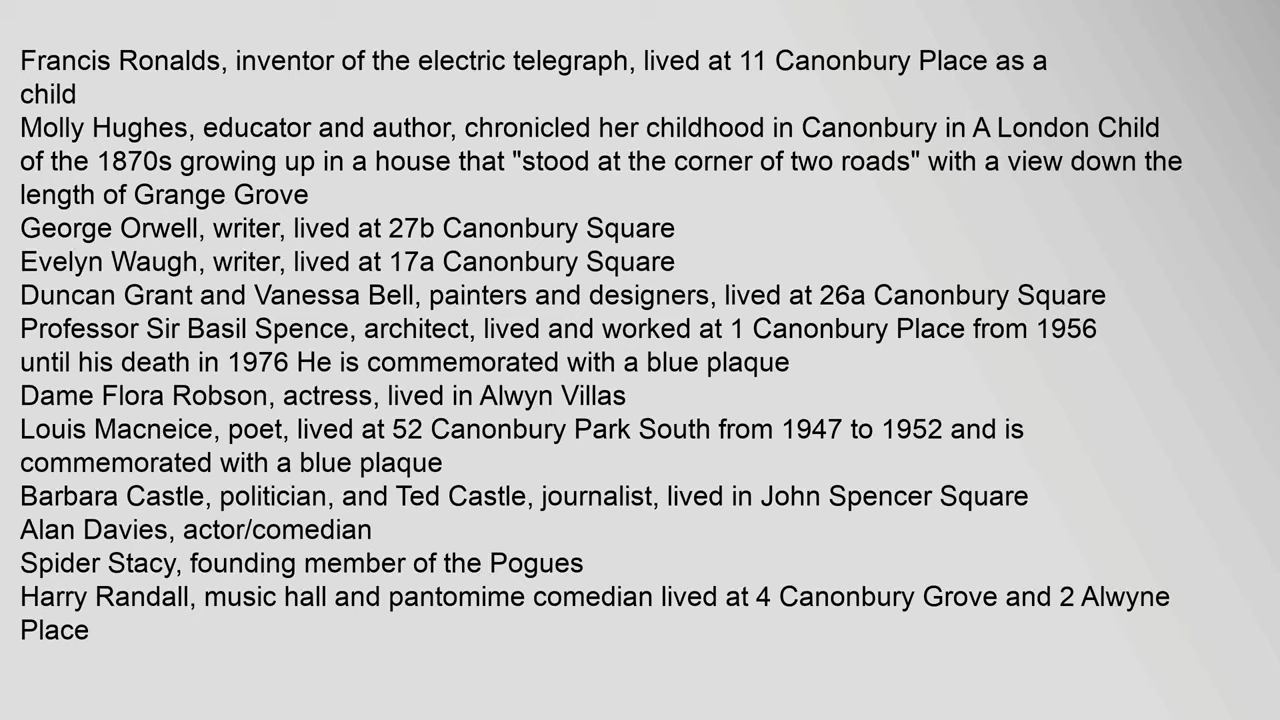 Francis Ronalds, inventor of the electric telegraph, lived at 11 Canonbury Place as a
child
Molly Hughes, educator and author, chronicled her childhood in Canonbury in A London Child
of the 1870s growing up in a house that "stood at the corner of two roads" with a view down the
length of Grange Grove
George Orwell, writer, lived at 27b Canonbury Square
Evelyn Waugh, writer, lived at 17a Canonbury Square
Duncan Grant and Vanessa Bell, painters and designers, lived at 26a Canonbury Square
Professor Sir Basil Spence, architect, lived and worked at 1 Canonbury Place from 1956
until his death in 1976 He is commemorated with a blue plaque
Dame Flora Robson, actress, lived in Alwyn Villas
Louis Macneice, poet, lived at 52 Canonbury Park South from 1947 to 1952 and is
commemorated with a blue plaque
Barbara Castle, politician, and Ted Castle, journalist, lived in John Spencer Square
Alan Davies, actor/comedian
Spider Stacy, founding member of the Pogues
Harry Randall, music hall and pantomime comedian lived at 4 Canonbury Grove and 2 Alwyne
Place